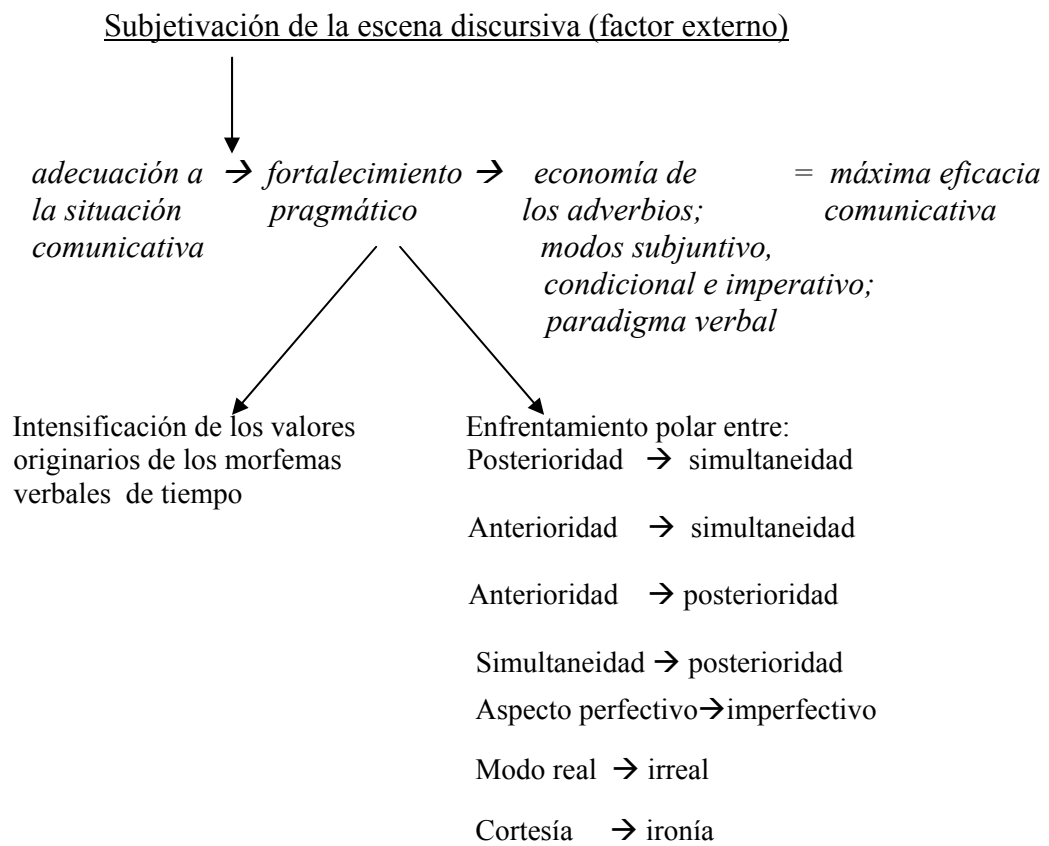 Subjetivación de la escena discursiva (factor externo)
adecuación a → fortalecimiento → economía de = máxima eficacia
la situación pragmático los adverbios; comunicativa
comunicativa modos subjuntivo,
condicional e imperativo;
paradigma verbal
Intensificación de los valores
originarios de los morfemas
verbales de tiempo
Enfrentamiento polar entre:
Posterioridad → simultaneidad
Anterioridad → simultaneidad
Anterioridad → posterioridad
Simultaneidad → posterioridad
Aspecto perfectivo→imperfectivo
Modo real → irreal
Cortesía → ironía